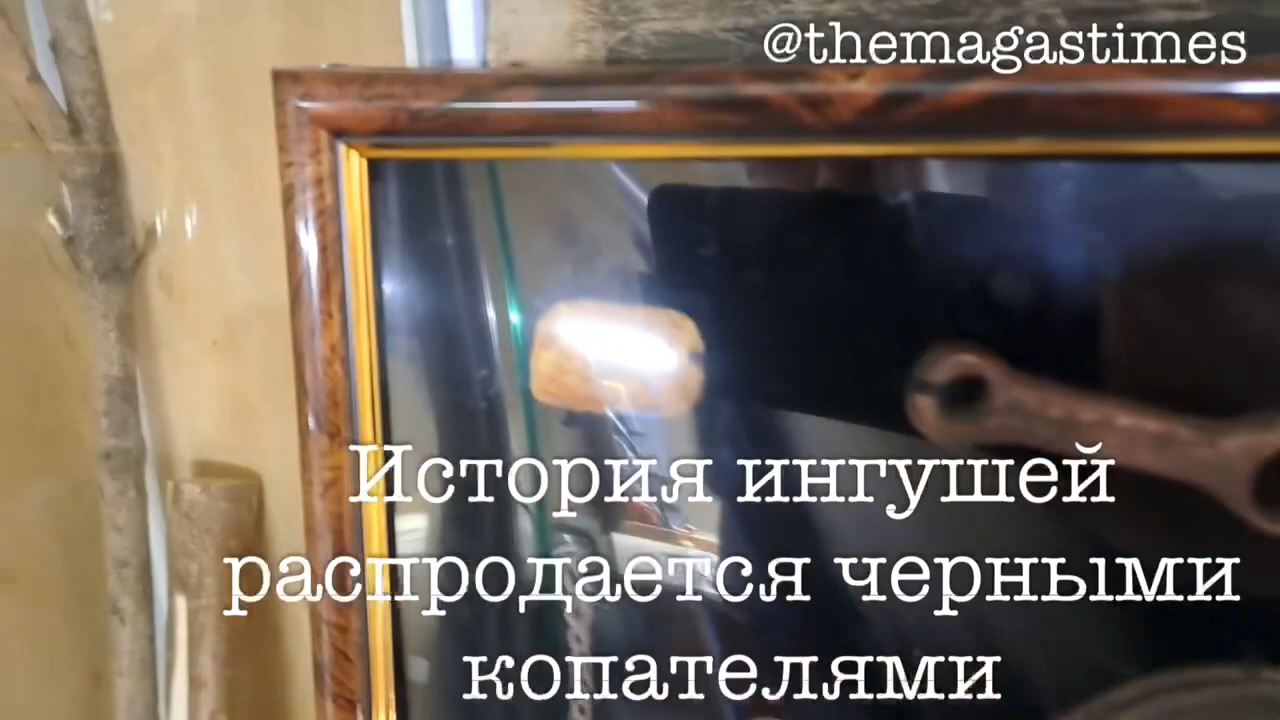 @themagastimes
История ингушей
распродается черными
копателями